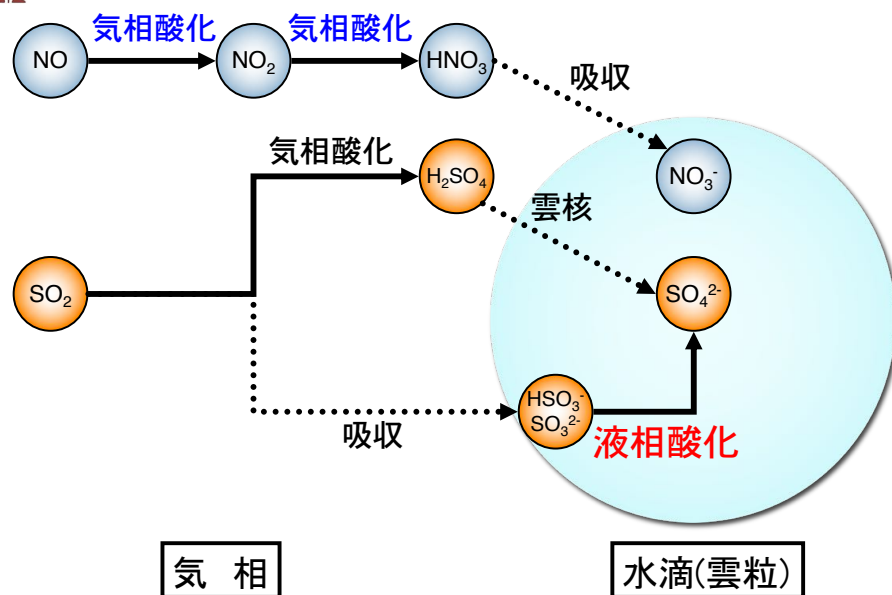 気相酸化
気相酸化
NO
NO₂
HNO₃
吸収
NO₃⁻
気相酸化
H₂SO₄
雲核
SO₂
SO₄²⁻
HSO₃⁻
SO₃²⁻
吸収
液相酸化
気 相
水滴(雲粒)